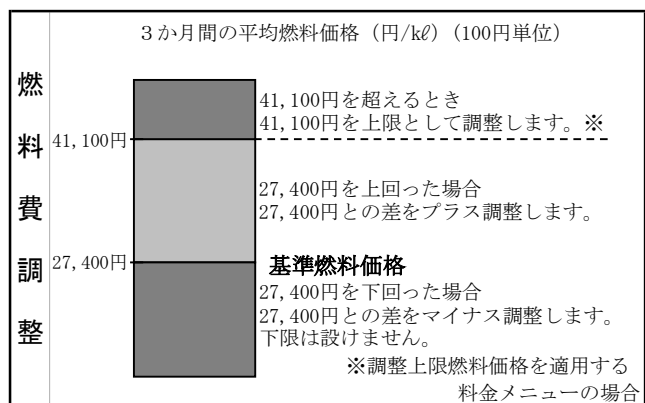 ３か月間の平均燃料価格（円/kℓ）（100円単位）
燃料費調整
41,100円を超えるとき
41,100円を上限として調整します。※
41,100円
27,400円を上回った場合
27,400円との差をプラス調整します。
27,400円
基準燃料価格
27,400円を下回った場合
27,400円との差をマイナス調整します。
下限は設けません。
※調整上限燃料価格を適用する
料金メニューの場合